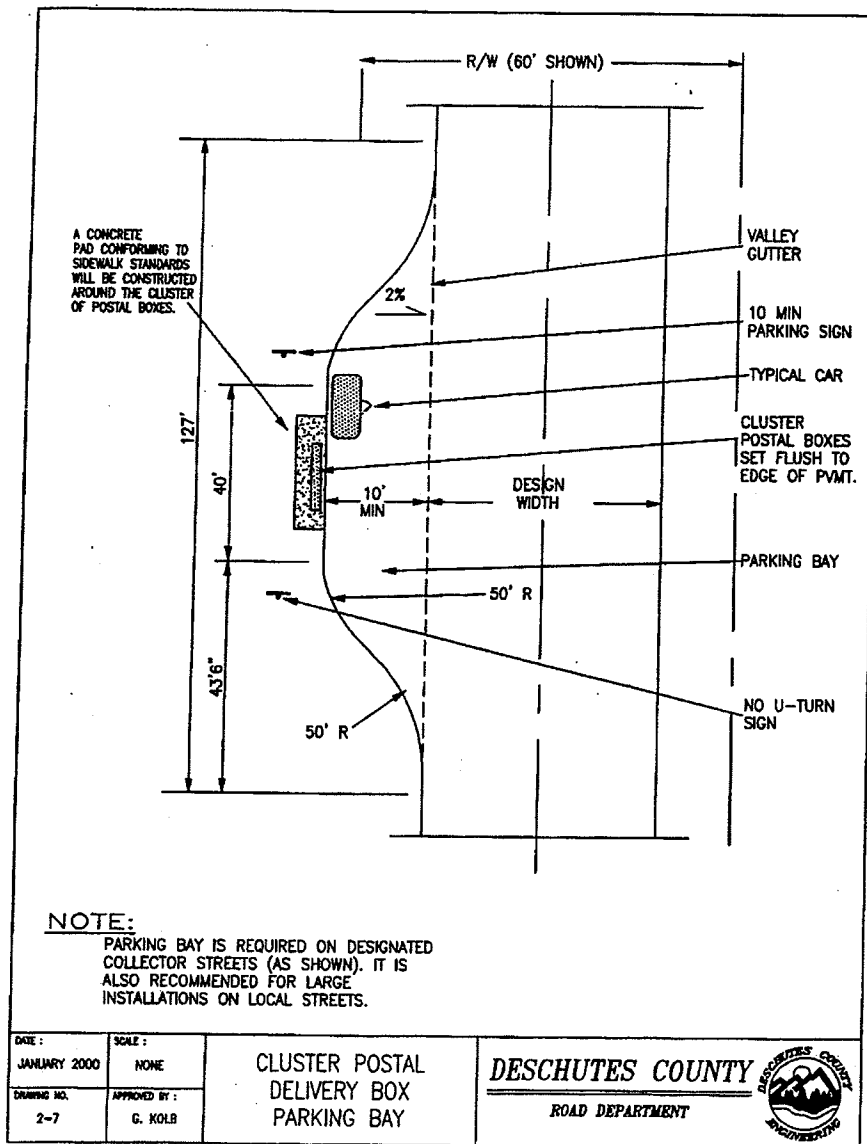 R/W (60' SHOWN)
A CONCRETE
PAD CONFORMING TO
SIDEWALK STANDARDS
WILL BE CONSTRUCTED
AROUND THE CLUSTER
OF POSTAL BOXES.
2%
VALLEY
GUTTER
10 MIN
PARKING SIGN
TYPICAL CAR
CLUSTER
POSTAL BOXES
SET FLUSH TO
EDGE OF PVMT.
127'
40'
10'
MIN
DESIGN
WIDTH
PARKING BAY
50' R
43'6"
50' R
NO U-TURN
SIGN
NOTE:
PARKING BAY IS REQUIRED ON DESIGNATED
COLLECTOR STREETS (AS SHOWN). IT IS
ALSO RECOMMENDED FOR LARGE
INSTALLATIONS ON LOCAL STREETS.
DATE :
JANUARY 2000
SCALE :
NONE
DRAWING NO.
2-7
APPROVED BY :
G. KOLB
CLUSTER POSTAL
DELIVERY BOX
PARKING BAY
DESCHUTES COUNTY
ROAD DEPARTMENT
DESCHUTES COUNTY
ENGINEERING